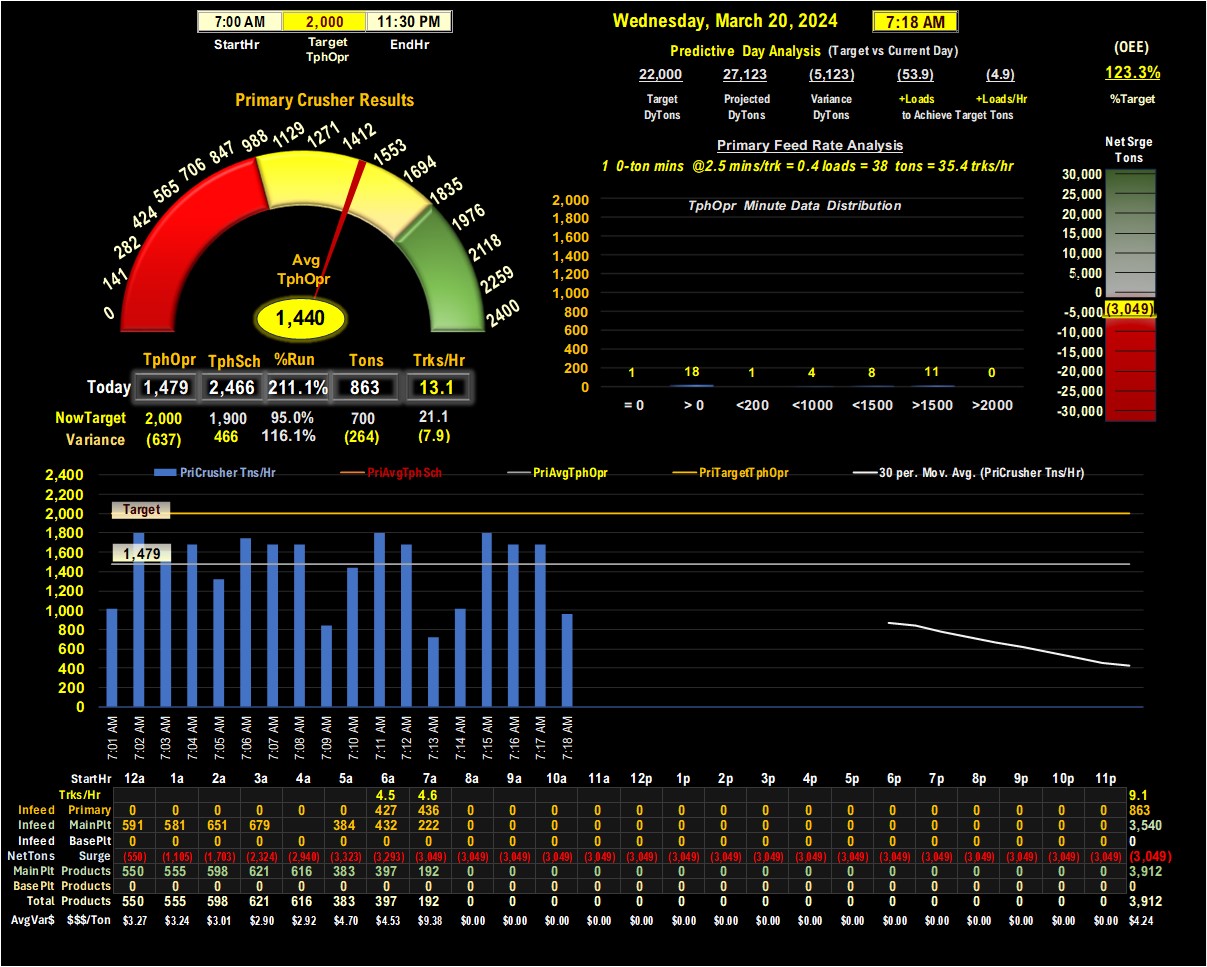 7:00 AM 2,000 11:30 PM
StartHr Target TphOpr EndHr
Wednesday, March 20, 2024 7:18 AM
Predictive Day Analysis (Target vs Current Day)
22,000 27,123 (5,123) (53.9) (4.9)
Target DyTons Projected DyTons Variance DyTons +Loads +Loads/Hr
to Achieve Target Tons
(OEE)
123.3%
%Target
Primary Crusher Results
0 141 282 424 565 706 847 988 1129 1271 1412 1553 1694 1835 1976 2118 2259 2400
Avg
TphOpr
1,440
Primary Feed Rate Analysis
1 0-ton mins @2.5 mins/trk = 0.4 loads = 38 tons = 35.4 trks/hr
TphOpr Minute Data Distribution
2,000
1,800
1,600
1,400
1,200
1,000
800
600
400
200
0
1 18 1 4 8 11 0
= 0 > 0 <200 <1000 <1500 >1500 >2000
Net Srge
Tons
30,000
25,000
20,000
15,000
10,000
5,000
0
-5,000 (3,049)
-10,000
-15,000
-20,000
-25,000
-30,000
TphOpr TphSch %Run Tons Trks/Hr
Today 1,479 2,466 211.1% 863 13.1
NowTarget 2,000 1,900 95.0% 700 21.1
Variance (637) 466 116.1% (264) (7.9)
PriCrusher Tns/Hr PriAvgTphSch PriAvgTphOpr PriTargetTphOpr 30 per. Mov. Avg. (PriCrusher Tns/Hr)
2,400
2,200
2,000
1,800
1,600
1,400
1,200
1,000
800
600
400
200
0
Target
1,479
7:01 AM 7:02 AM 7:03 AM 7:04 AM 7:05 AM 7:06 AM 7:07 AM 7:08 AM 7:09 AM 7:10 AM 7:11 AM 7:12 AM 7:13 AM 7:14 AM 7:15 AM 7:16 AM 7:17 AM 7:18 AM
StartHr 12a 1a 2a 3a 4a 5a 6a 7a 8a 9a 10a 11a 12p 1p 2p 3p 4p 5p 6p 7p 8p 9p 10p 11p
Trks/Hr 4.5 4.6 9.1
Infeed Primary 0 0 0 0 0 0 427 436 0 0 0 0 0 0 0 0 0 0 0 0 0 0 0 0 863
Infeed MainPlt 591 581 651 679 384 432 222 0 0 0 0 0 0 0 0 0 0 0 0 0 0 0 0 3,540
Infeed BasePlt 0 0 0 0 0 0 0 0 0 0 0 0 0 0 0 0 0 0 0 0 0 0 0 0 0
NetTons Surge (550) (1,105) (1,703) (2,324) (2,940) (3,323) (3,293) (3,049) (3,049) (3,049) (3,049) (3,049) (3,049) (3,049) (3,049) (3,049) (3,049) (3,049) (3,049) (3,049) (3,049) (3,049) (3,049) (3,049) (3,049)
MainPlt Products 550 555 598 621 616 383 397 192 0 0 0 0 0 0 0 0 0 0 0 0 0 0 0 0 3,912
BasePlt Products 0 0 0 0 0 0 0 0 0 0 0 0 0 0 0 0 0 0 0 0 0 0 0 0 0
Total Products 550 555 598 621 616 383 397 192 0 0 0 0 0 0 0 0 0 0 0 0 0 0 0 0 3,912
AvgVar$ $$$/Ton $3.27 $3.24 $3.01 $2.90 $2.92 $4.70 $4.53 $9.38 $0.00 $0.00 $0.00 $0.00 $0.00 $0.00 $0.00 $0.00 $0.00 $0.00 $0.00 $0.00 $0.00 $0.00 $0.00 $0.00 $4.24